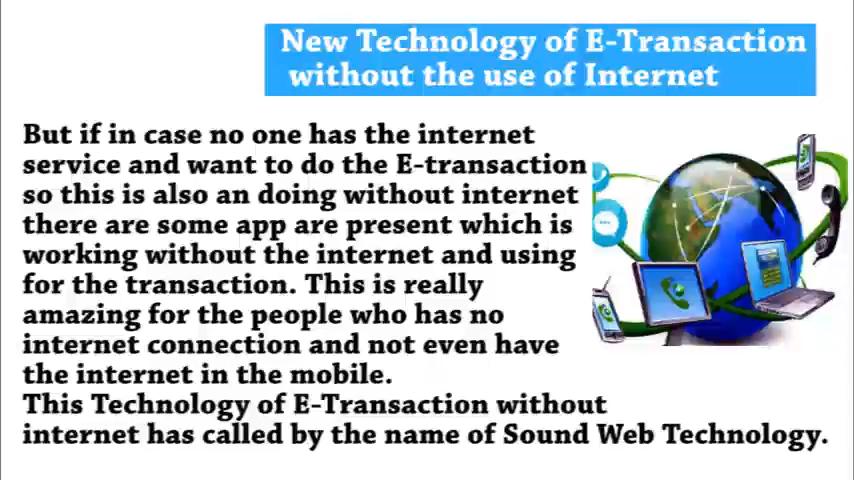 New Technology of E-Transaction
without the use of Internet
But if in case no one has the internet
service and want to do the E-transaction
so this is also an doing without internet
there are some app are present which is
working without the internet and using
for the transaction. This is really
amazing for the people who has no
internet connection and not even have
the internet in the mobile.
This Technology of E-Transaction without
internet has called by the name of Sound Web Technology.